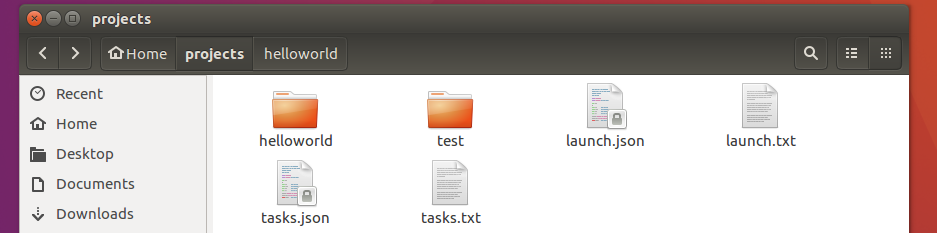 projects
Home projects helloworld
Recent
Home
Desktop
Documents
Downloads
helloworld test launch.json launch.txt
tasks.json tasks.txt